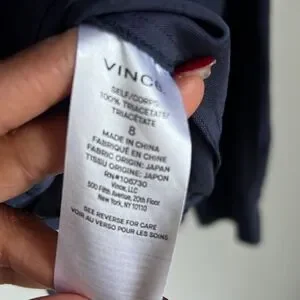 VINCE
SELF/CORPS:
100% TRIACETATE/
TRIACÉTATE
8
MADE IN CHINA
FABRIQUÉ EN CHINE
FABRIC ORIGIN: JAPAN
TISSU ORIGIN: JAPON
RN#106730
Vince, LLC
500 Fifth Avenue, 20th Floor
New York, NY 10110
SEE REVERSE FOR CARE
VOIR AU VERSO POUR LES SOINS